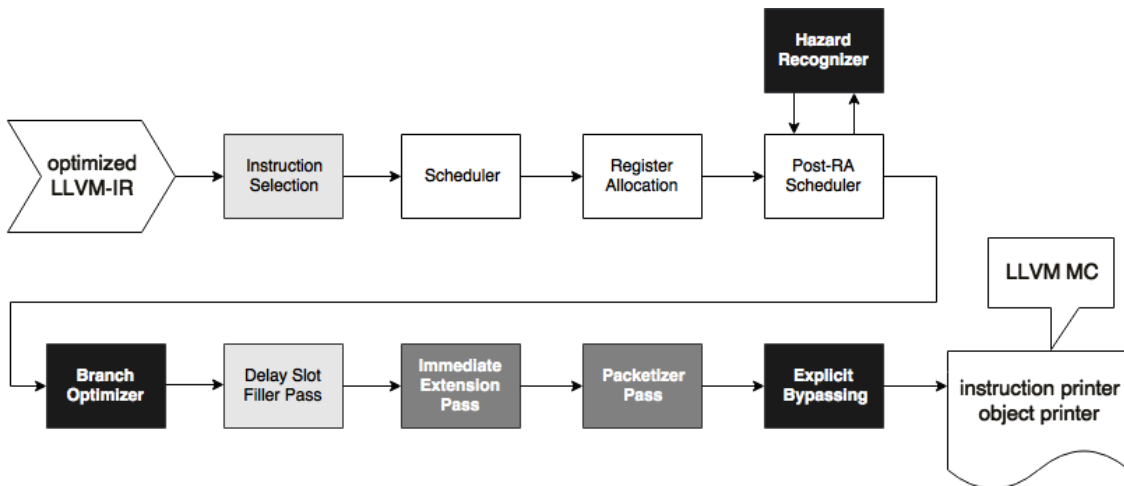 Hazard
Recognizer
optimized
LLVM-IR
Instruction
Selection
Scheduler
Register
Allocation
Post-RA
Scheduler
LLVM MC
Branch
Optimizer
Delay Slot
Filler Pass
Immediate
Extension
Pass
Packetizer
Pass
Explicit
Bypassing
instruction printer
object printer